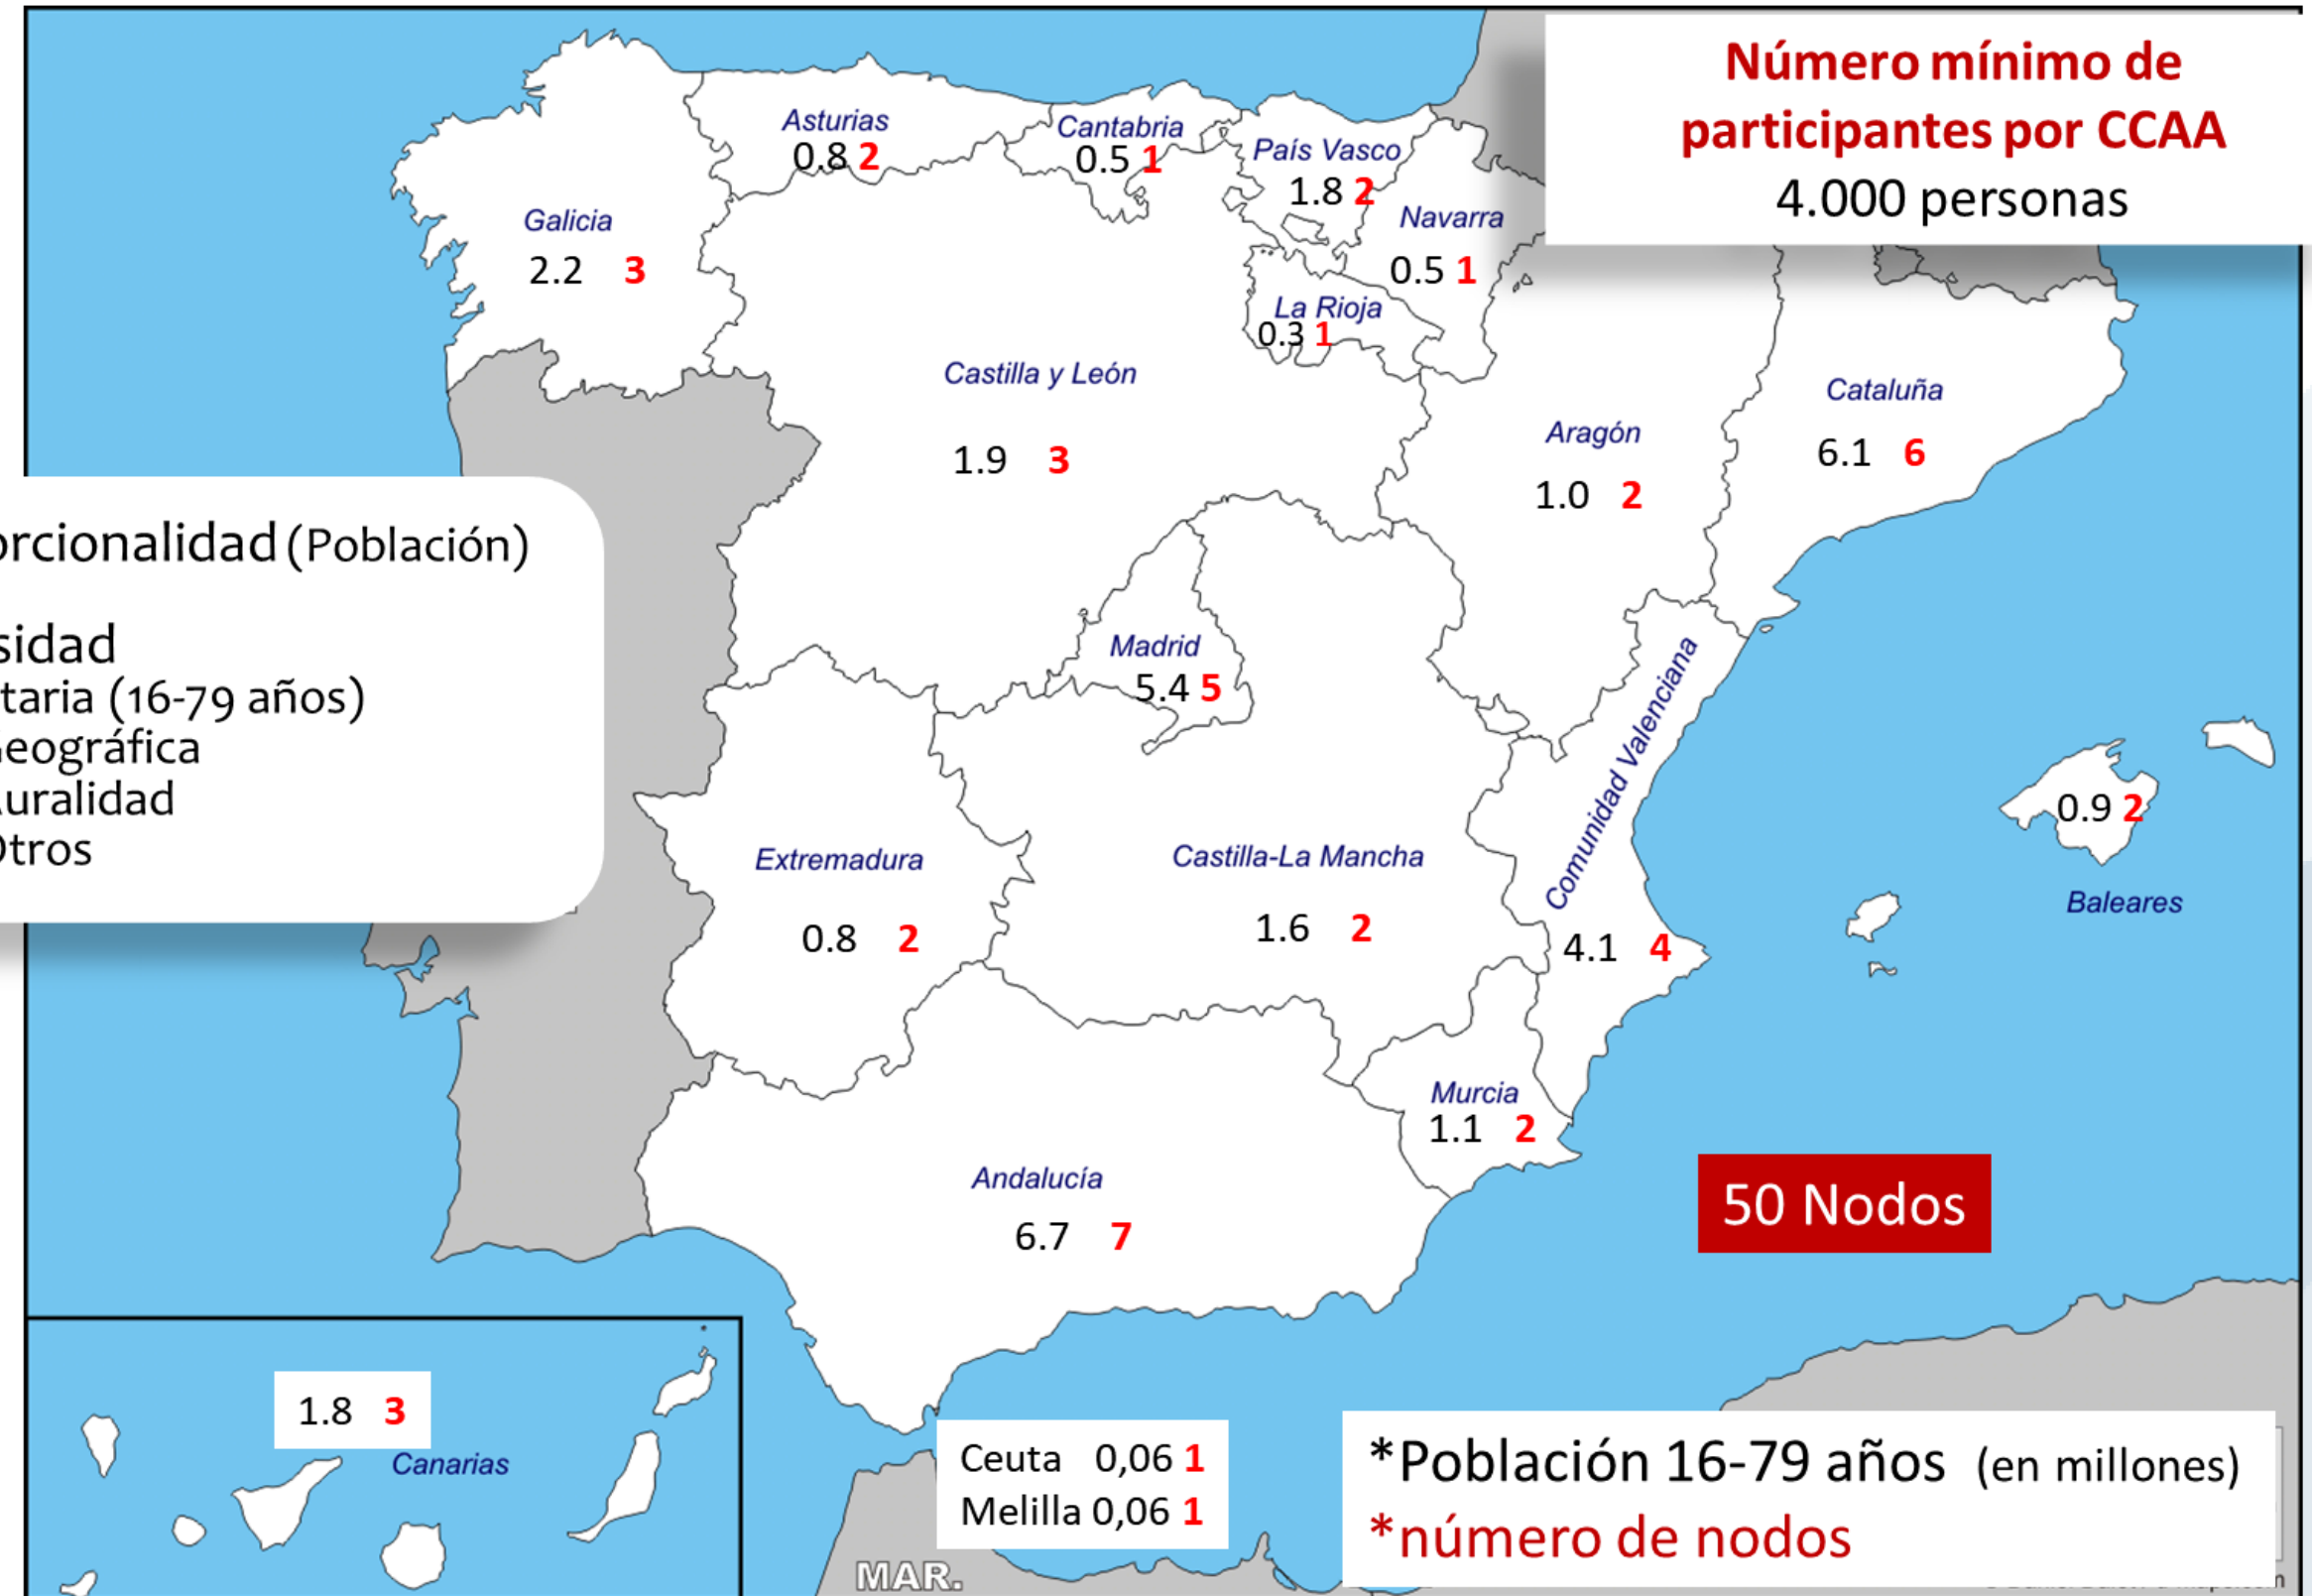 Número mínimo de
participantes por CCAA
4.000 personas
Asturias
0.8 2
Cantabria
0.5 1
País Vasco
1.8 2
Navarra
0.5 1
Galicia
2.2 3
La Rioja
0.3 1
Castilla y León
1.9 3
Cataluña
6.1 6
Aragón
1.0 2
orcionalidad (Población)
sidad
taria (16-79 años)
eográfica
uralidad
Otros
Madrid
5.4 5
Comunidad Valenciana
4.1 4
0.9 2
Baleares
Extremadura
0.8 2
Castilla-La Mancha
1.6 2
Murcia
1.1 2
Andalucía
6.7 7
50 Nodos
1.8 3
Canarias
Ceuta 0,06 1
Melilla 0,06 1
*Población 16-79 años (en millones)
*número de nodos
MAR.